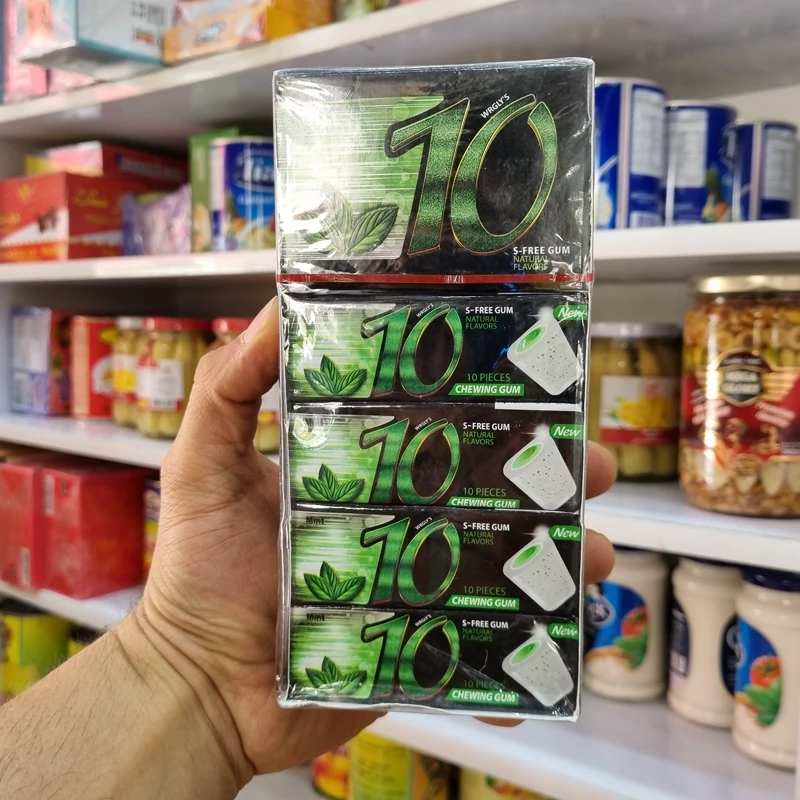 WRGLY'S
10
S-FREE GUM
NATURAL
FLAVORS
WRGLY'S
10
S-FREE GUM
NATURAL
FLAVORS
New
10 PIECES
CHEWING GUM
WRGLY'S
10
S-FREE GUM
NATURAL
FLAVORS
New
10 PIECES
CHEWING GUM
Mint
WRGLY'S
10
S-FREE GUM
NATURAL
FLAVORS
New
10 PIECES
CHEWING GUM
Mint
WRGLY'S
10
S-FREE GUM
NATURAL
FLAVORS
New
10 PIECES
CHEWING GUM